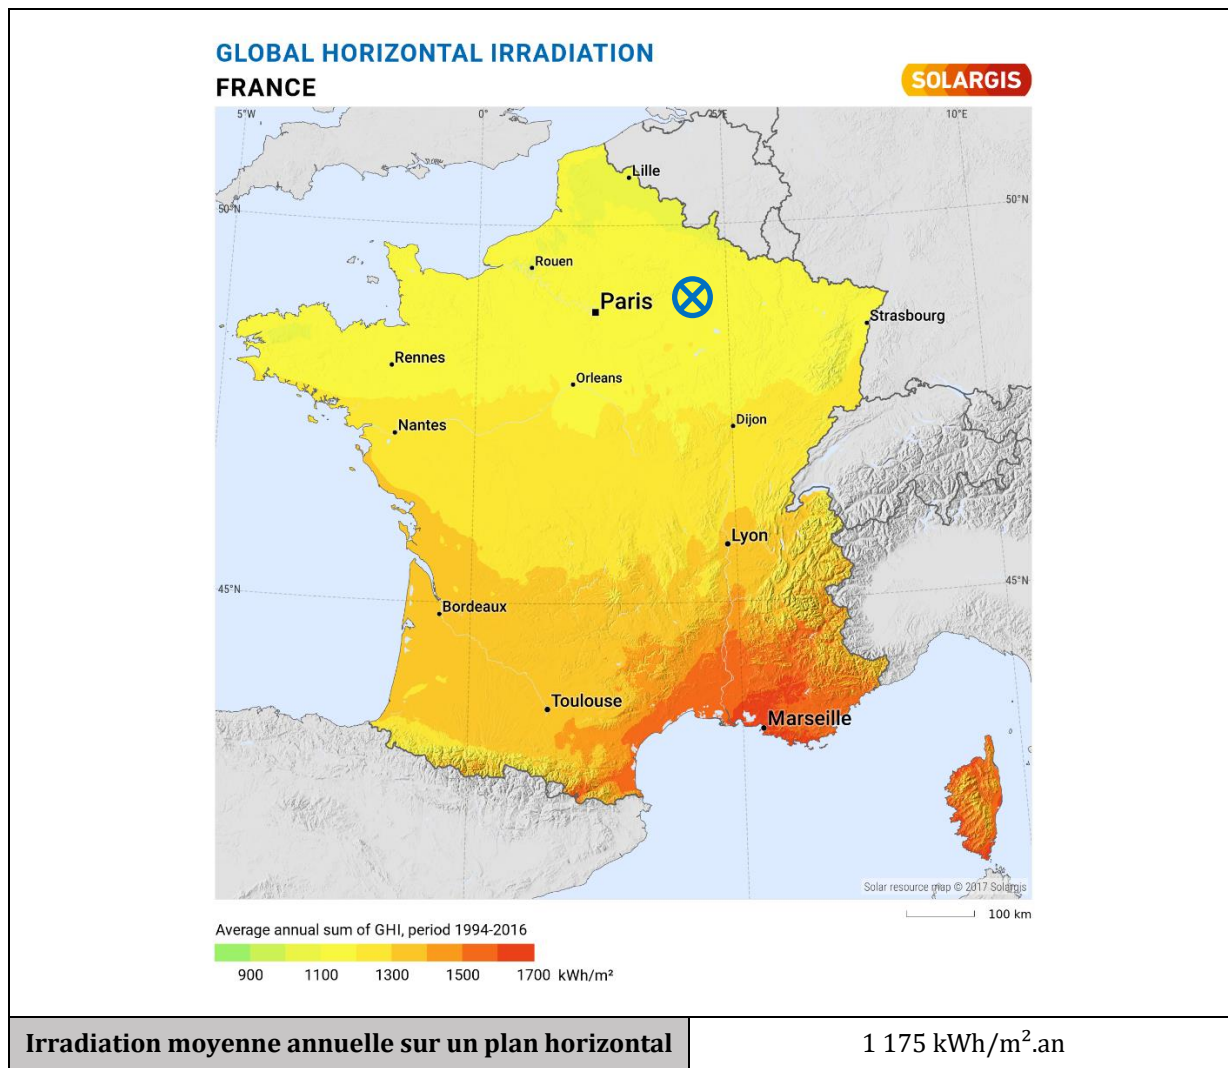 GLOBAL HORIZONTAL IRRADIATION
FRANCE
SOLARGIS
5°W
0°
5°E
10°E
Lille
50°N
50°N
Rouen
Paris
Strasbourg
Rennes
Orleans
Nantes
Dijon
Lyon
45°N
45°N
Bordeaux
Toulouse
Marseille
Solar resource map © 2017 Solargis
100 km
Average annual sum of GHI, period 1994-2016
900 1100 1300 1500 1700 kWh/m²
Irradiation moyenne annuelle sur un plan horizontal
1 175 kWh/m².an